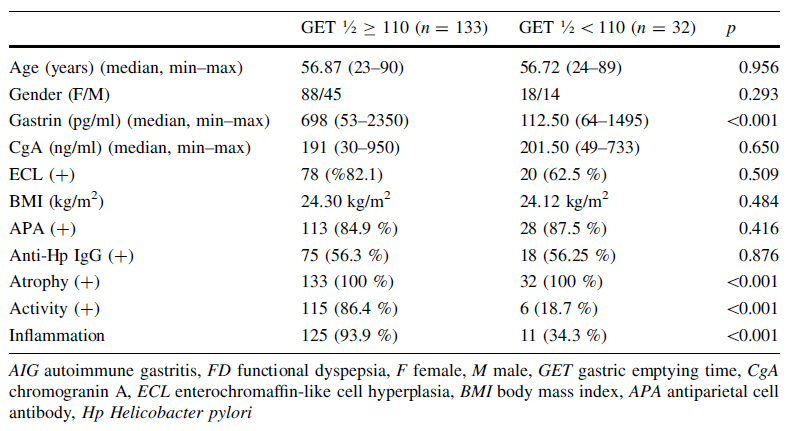 GET ½ ≥ 110 (n = 133) GET ½ < 110 (n = 32) p
Age (years) (median, min–max) 56.87 (23–90) 56.72 (24–89) 0.956
Gender (F/M) 88/45 18/14 0.293
Gastrin (pg/ml) (median, min–max) 698 (53–2350) 112.50 (64–1495) <0.001
CgA (ng/ml) (median, min–max) 191 (30–950) 201.50 (49–733) 0.650
ECL (+) 78 (%82.1) 20 (62.5 %) 0.509
BMI (kg/m²) 24.30 kg/m² 24.12 kg/m² 0.484
APA (+) 113 (84.9 %) 28 (87.5 %) 0.416
Anti-Hp IgG (+) 75 (56.3 %) 18 (56.25 %) 0.876
Atrophy (+) 133 (100 %) 32 (100 %) <0.001
Activity (+) 115 (86.4 %) 6 (18.7 %) <0.001
Inflammation 125 (93.9 %) 11 (34.3 %) <0.001
AIG autoimmune gastritis, FD functional dyspepsia, F female, M male, GET gastric emptying time, CgA
chromogranin A, ECL enterochromaffin-like cell hyperplasia, BMI body mass index, APA antiparietal cell
antibody, Hp Helicobacter pylori